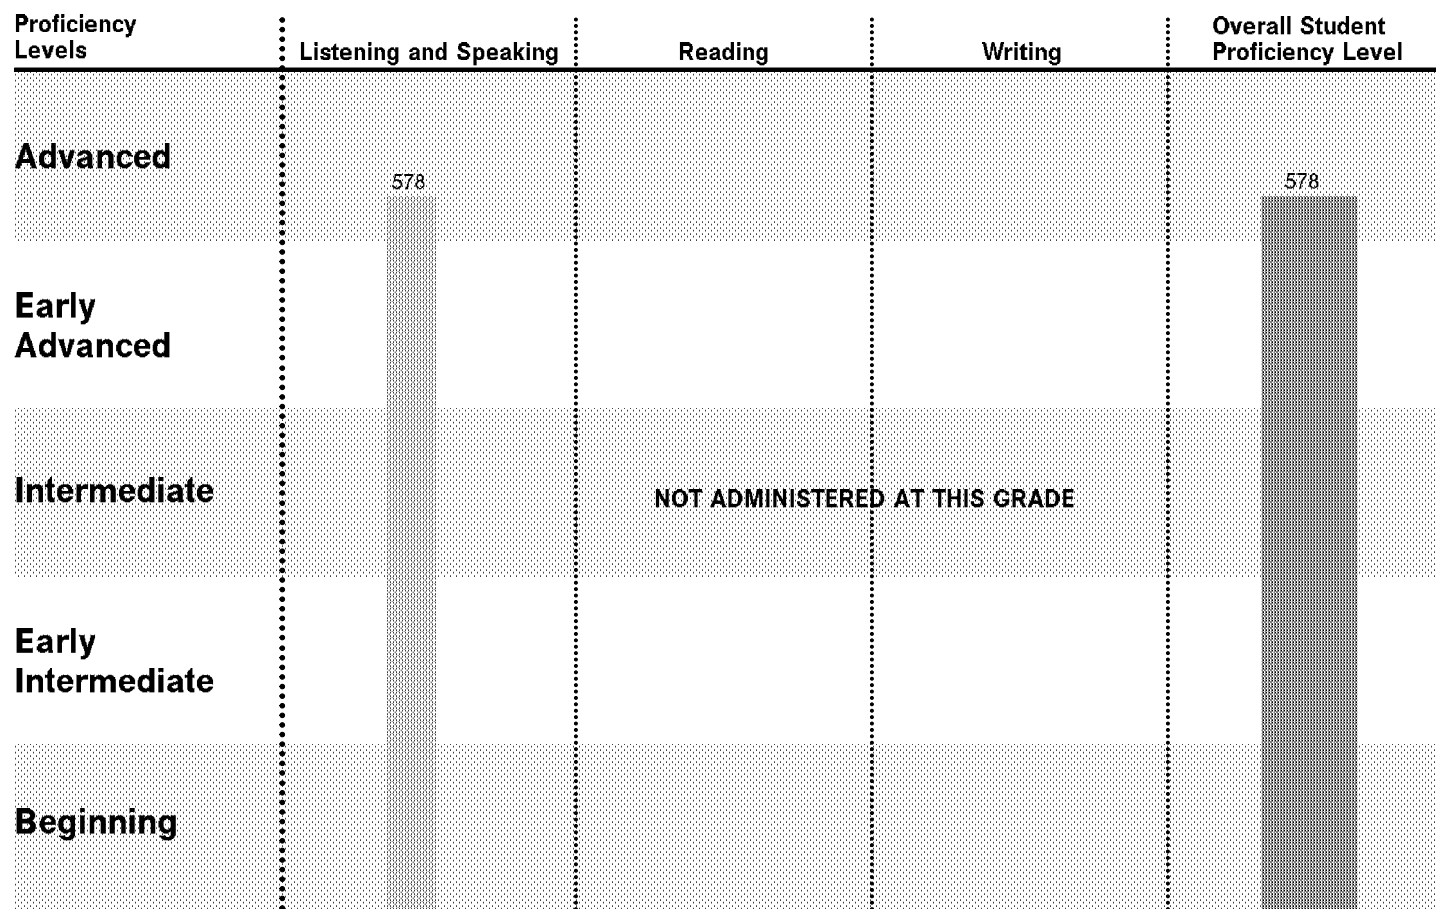 Proficiency
Levels
Listening and Speaking
Reading
Writing
Overall Student
Proficiency Level
Advanced
578
578
Early
Advanced
Intermediate
NOT ADMINISTERED AT THIS GRADE
Early
Intermediate
Beginning